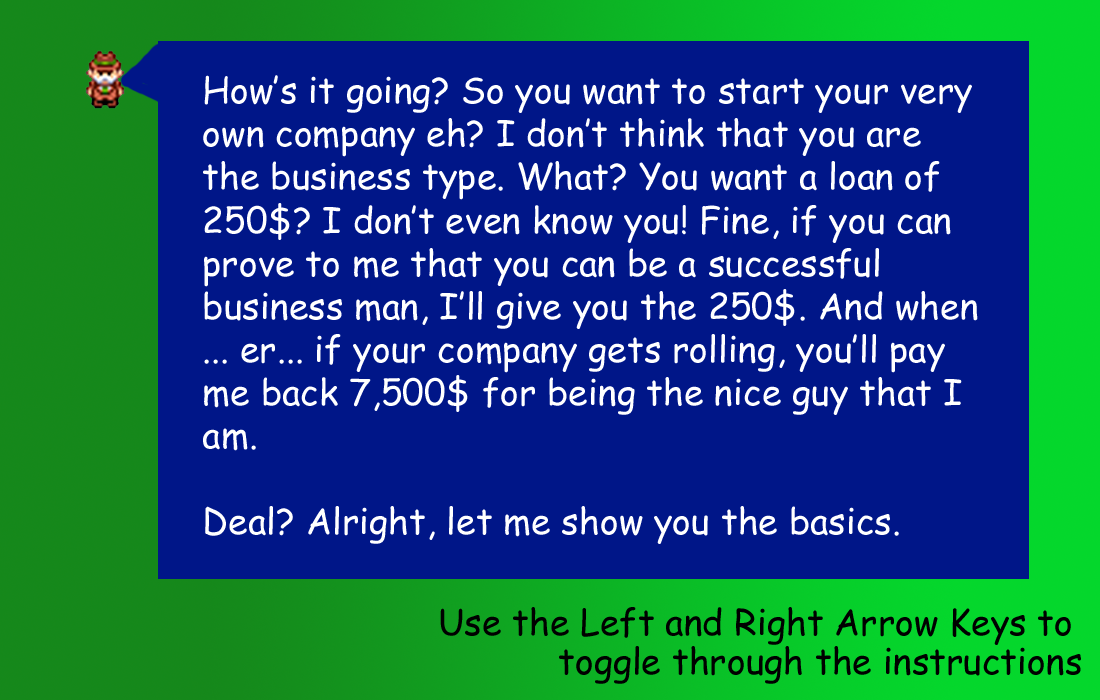 How's it going? So you want to start your very
own company eh? I don't think that you are
the business type. What? You want a loan of
250$? I don't even know you! Fine, if you can
prove to me that you can be a successful
business man, I'll give you the 250$. And when
... er... if your company gets rolling, you'll pay
me back 7,500$ for being the nice guy that I
am.
Deal? Alright, let me show you the basics.
Use the Left and Right Arrow Keys to
toggle through the instructions